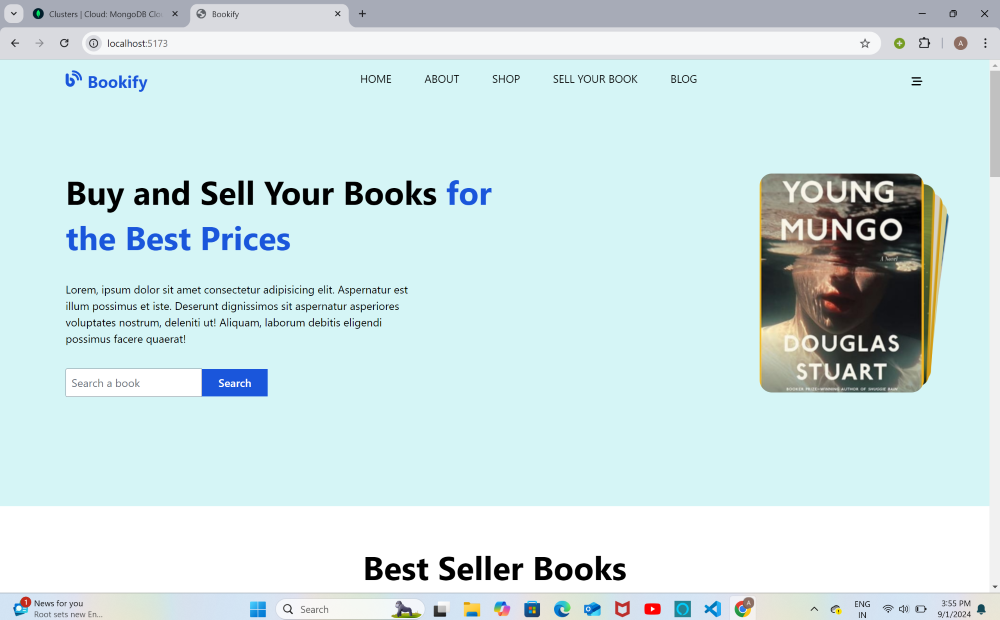 Clusters | Cloud: MongoDB Clo
Bookify
localhost:5173
A
Bookify
HOME
ABOUT
SHOP
SELL YOUR BOOK
BLOG
Buy and Sell Your Books for
the Best Prices
Lorem, ipsum dolor sit amet consectetur adipisicing elit. Aspernatur est
illum possimus et iste. Deserunt dignissimos sit aspernatur asperiores
voluptates nostrum, deleniti ut! Aliquam, laborum debitis eligendi
possimus facere quaerat!
Search a book
Search
YOUNG
MUNGO
A Novel
DOUGLAS
STUART
BOOKER PRIZE–WINNING AUTHOR OF SHUGGIE BAIN
Best Seller Books
1
News for you
Root sets new En...
Search
A
ENG
IN
3:55 PM
9/1/2024